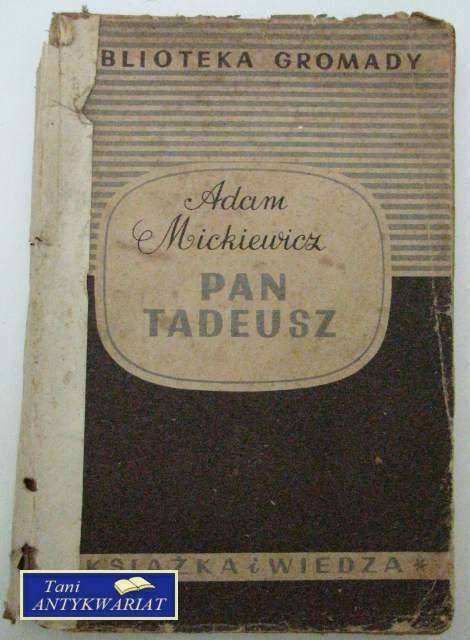 BLIOTEKA GROMADY
Adam
Mickiewicz
PAN
TADEUSZ
KSIĄŻKA i WIEDZA *
Tani
ANTYKWARIAT